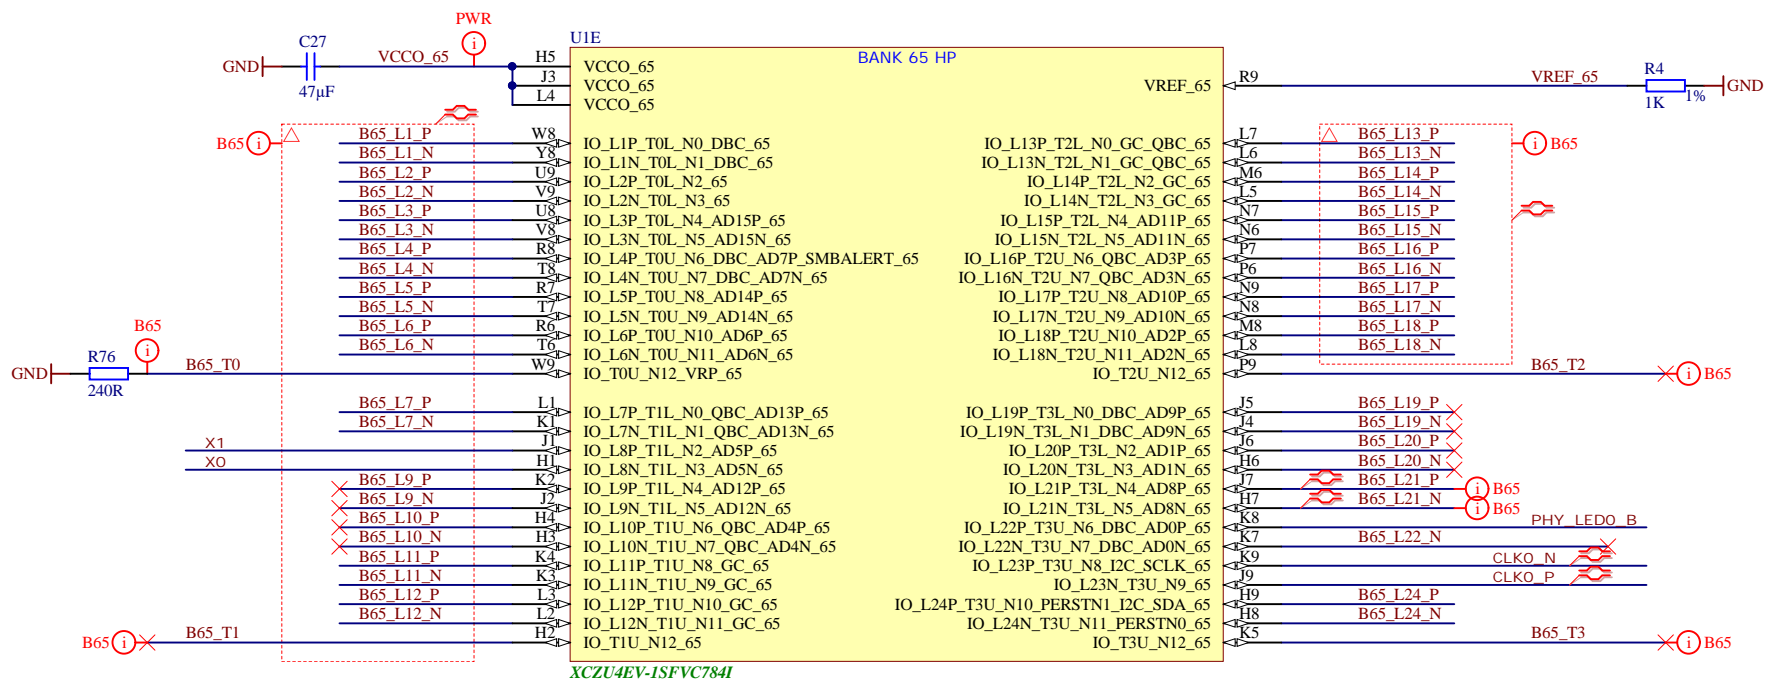 PWR
i
U1E
C27
GND
VCCO_65
47µF
BANK 65 HP
H5 VCCO_65
J3 VCCO_65
L4 VCCO_65
VREF_65 R9 VREF_65
R4
1K
1%
GND
B65 i
B65_L1_P W8 IO_L1P_T0L_N0_DBC_65 IO_L13P_T2L_N0_GC_QBC_65 L7 B65_L13_P
i B65
B65_L1_N Y8 IO_L1N_T0L_N1_DBC_65 IO_L13N_T2L_N1_GC_QBC_65 L6 B65_L13_N
B65_L2_P U9 IO_L2P_T0L_N2_65 IO_L14P_T2L_N2_GC_65 M6 B65_L14_P
B65_L2_N V9 IO_L2N_T0L_N3_65 IO_L14N_T2L_N3_GC_65 L5 B65_L14_N
B65_L3_P U8 IO_L3P_T0L_N4_AD15P_65 IO_L15P_T2L_N4_AD11P_65 N7 B65_L15_P
B65_L3_N V8 IO_L3N_T0L_N5_AD15N_65 IO_L15N_T2L_N5_AD11N_65 N6 B65_L15_N
B65_L4_P R8 IO_L4P_T0U_N6_DBC_AD7P_SMBALERT_65 IO_L16P_T2U_N6_QBC_AD3P_65 P7 B65_L16_P
B65_L4_N T8 IO_L4N_T0U_N7_DBC_AD7N_65 IO_L16N_T2U_N7_QBC_AD3N_65 P6 B65_L16_N
B65_L5_P R7 IO_L5P_T0U_N8_AD14P_65 IO_L17P_T2U_N8_AD10P_65 N9 B65_L17_P
B65_L5_N T7 IO_L5N_T0U_N9_AD14N_65 IO_L17N_T2U_N9_AD10N_65 N8 B65_L17_N
B65_L6_P R6 IO_L6P_T0U_N10_AD6P_65 IO_L18P_T2U_N10_AD2P_65 M8 B65_L18_P
B65_L6_N T6 IO_L6N_T0U_N11_AD6N_65 IO_L18N_T2U_N11_AD2N_65 L8 B65_L18_N
B65
i
R76
GND
240R
B65_T0 W9 IO_T0U_N12_VRP_65 IO_T2U_N12_65 P9 B65_T2 i B65
B65_L7_P L1 IO_L7P_T1L_N0_QBC_AD13P_65 IO_L19P_T3L_N0_DBC_AD9P_65 J5 B65_L19_P
B65_L7_N K1 IO_L7N_T1L_N1_QBC_AD13N_65 IO_L19N_T3L_N1_DBC_AD9N_65 J4 B65_L19_N
X1 J1 IO_L8P_T1L_N2_AD5P_65 IO_L20P_T3L_N2_AD1P_65 J6 B65_L20_P
X0 H1 IO_L8N_T1L_N3_AD5N_65 IO_L20N_T3L_N3_AD1N_65 H6 B65_L20_N
B65_L9_P K2 IO_L9P_T1L_N4_AD12P_65 IO_L21P_T3L_N4_AD8P_65 J7 B65_L21_P i B65
B65_L9_N J2 IO_L9N_T1L_N5_AD12N_65 IO_L21N_T3L_N5_AD8N_65 H7 B65_L21_N i B65
B65_L10_P H4 IO_L10P_T1U_N6_QBC_AD4P_65 IO_L22P_T3U_N6_DBC_AD0P_65 K8 PHY_LED0_B
B65_L10_N H3 IO_L10N_T1U_N7_QBC_AD4N_65 IO_L22N_T3U_N7_DBC_AD0N_65 K7 B65_L22_N
B65_L11_P K4 IO_L11P_T1U_N8_GC_65 IO_L23P_T3U_N8_I2C_SCLK_65 K9 CLK0_N
B65_L11_N K3 IO_L11N_T1U_N9_GC_65 IO_L23N_T3U_N9_65 J9 CLK0_P
B65_L12_P L3 IO_L12P_T1U_N10_GC_65 IO_L24P_T3U_N10_PERSTN1_I2C_SDA_65 H9 B65_L24_P
B65_L12_N L2 IO_L12N_T1U_N11_GC_65 IO_L24N_T3U_N11_PERSTN0_65 H8 B65_L24_N
B65 i B65_T1 H2 IO_T1U_N12_65 IO_T3U_N12_65 K5 B65_T3 i B65
XCZU4EV-1SFVC784I